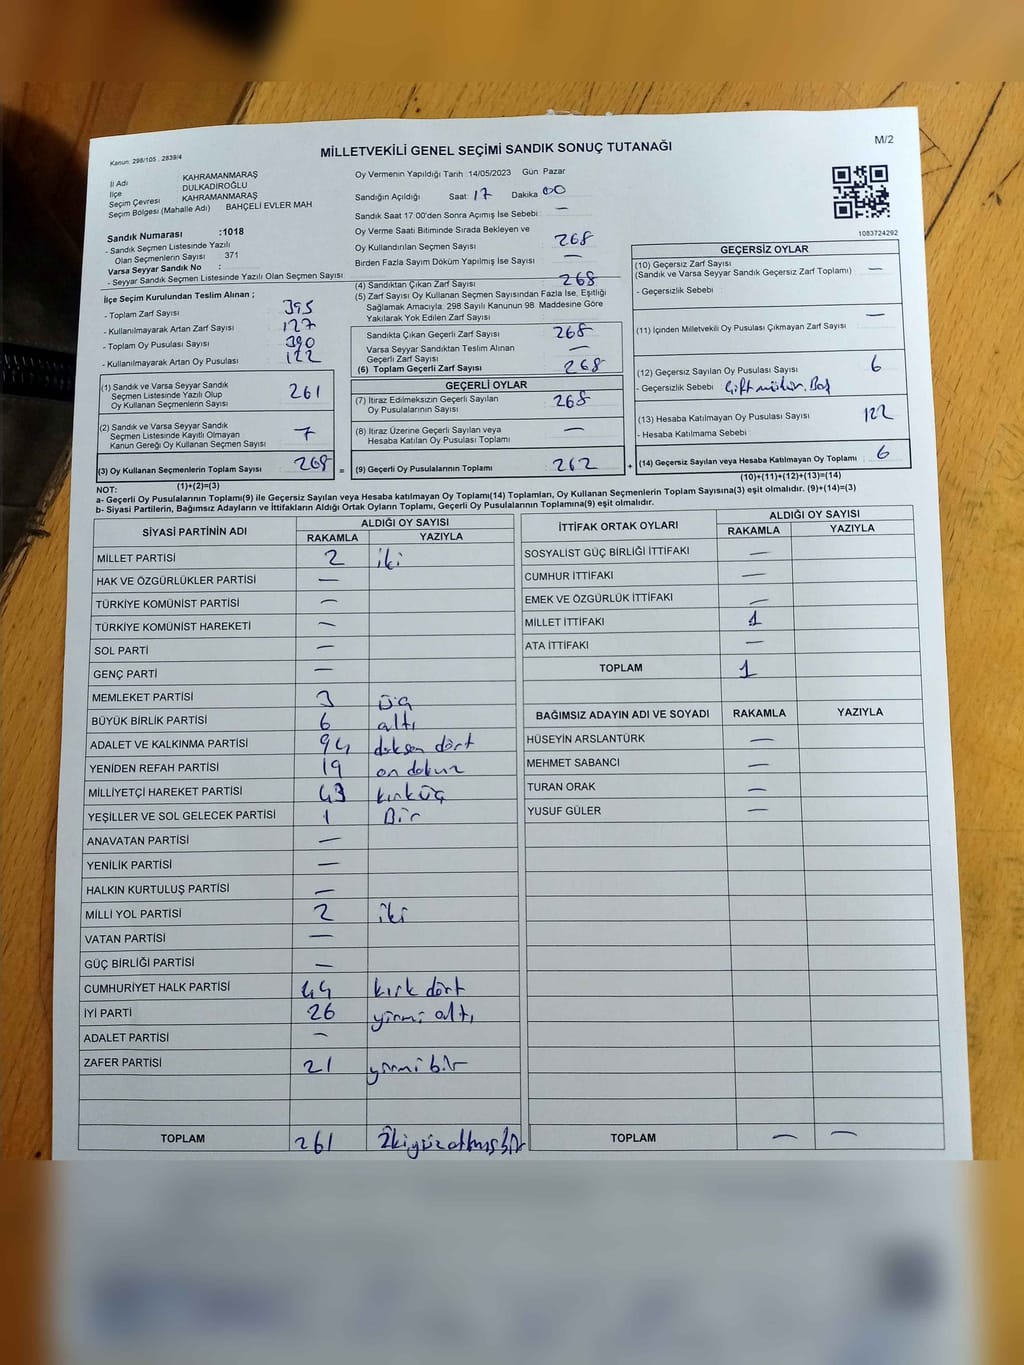 M/2
Kanun: 298/105 . 2839/4
MİLLETVEKİLİ GENEL SEÇİMİ SANDIK SONUÇ TUTANAĞI
İl Adı KAHRAMANMARAŞ
İlçe DULKADİROĞLU
Seçim Çevresi : KAHRAMANMARAŞ
Seçim Bölgesi (Mahalle Adı) BAHÇELİ EVLER MAH
Sandık Numarası :1018
- Sandık Seçmen Listesinde Yazılı
Olan Seçmenlerin Sayısı 371
Varsa Seyyar Sandık No :
- Seyyar Sandık Seçmen Listesinde Yazılı Olan Seçmen Sayısı
Oy Vermenin Yapıldığı Tarih :14/05/2023 Gün Pazar
Sandığın Açıldığı Saat: 17 Dakika 00
Sandık Saat 17 00'den Sonra Açımış İse Sebebi : —
Oy Verme Saati Bitiminde Sırada Bekleyen ve
Oy Kullandırılan Seçmen Sayısı 268
Birden Fazla Sayım Döküm Yapılmış İse Sayısı —
1083724292
İlçe Seçim Kurulundan Teslim Alınan ;
- Toplam Zarf Sayısı 395
- Kullanılmayarak Artan Zarf Sayısı 127
- Toplam Oy Pusulası Sayısı 390
- Kullanılmayarak Artan Oy Pusulası 122
(1) Sandık ve Varsa Seyyar Sandık
Seçmen Listesinde Yazılı Olup
Oy Kullanan Seçmenlerin Sayısı 261
(2) Sandık ve Varsa Seyyar Sandık
Seçmen Listesinde Kayıtlı Olmayan
Kanun Gereği Oy Kullanan Seçmen Sayısı 7
(3) Oy Kullanan Seçmenlerin Toplam Sayısı 268 =
(1)+(2)=(3)
(4) Sandıktan Çıkan Zarf Sayısı 268
(5) Zarf Sayısı Oy Kullanan Seçmen Sayısından Fazla İse, Eşitliği
Sağlamak Amacıyla: 298 Sayılı Kanunun 98. Maddesine Göre
Yakılarak Yok Edilen Zarf Sayısı
Sandıkta Çıkan Geçerli Zarf Sayısı 268
Varsa Seyyar Sandıktan Teslim Alınan
Geçerli Zarf Sayısı —
(6) Toplam Geçerli Zarf Sayısı 268
GEÇERLİ OYLAR
(7) İtiraz Edilmeksizin Geçerli Sayılan
Oy Pusulalarının Sayısı 268
(8) İtiraz Üzerine Geçerli Sayılan veya
Hesaba Katılan Oy Pusulası Toplamı —
(9) Geçerli Oy Pusulalarının Toplamı 262 +
GEÇERSİZ OYLAR
(10) Geçersiz Zarf Sayısı
(Sandık ve Varsa Seyyar Sandık Geçersiz Zarf Toplamı) —
- Geçersizlik Sebebi :
(11) İçinden Milletvekili Oy Pusulası Çıkmayan Zarf Sayısı —
(12) Geçersiz Sayılan Oy Pusulası Sayısı 6
- Geçersizlik Sebebi : Çift mühür, Boş
(13) Hesaba Katılmayan Oy Pusulası Sayısı 122
- Hesaba Katılmama Sebebi :
(14) Geçersiz Sayılan veya Hesaba Katılmayan Oy Toplamı 6
(10)+(11)+(12)+(13)=(14)
NOT:
a- Geçerli Oy Pusulalarının Toplamı(9) ile Geçersiz Sayılan veya Hesaba katılmayan Oy Toplamı(14) Toplamları, Oy Kullanan Seçmenlerin Toplam Sayısına(3) eşit olmalıdır. (9)+(14)=(3)
b- Siyasi Partilerin, Bağımsız Adayların ve İttifakların Aldığı Ortak Oyların Toplamı, Geçerli Oy Pusulalarının Toplamına(9) eşit olmalıdır.
SİYASİ PARTİNİN ADI ALDIĞI OY SAYISI
RAKAMLA YAZIYLA
MİLLET PARTİSİ 2 iki
HAK VE ÖZGÜRLÜKLER PARTİSİ —
TÜRKİYE KOMÜNİST PARTİSİ —
TÜRKİYE KOMÜNİST HAREKETİ —
SOL PARTİ —
GENÇ PARTİ —
MEMLEKET PARTİSİ 3 üç
BÜYÜK BİRLİK PARTİSİ 6 altı
ADALET VE KALKINMA PARTİSİ 94 doksan dört
YENİDEN REFAH PARTİSİ 19 on dokuz
MİLLİYETÇİ HAREKET PARTİSİ 43 kırküç
YEŞİLLER VE SOL GELECEK PARTİSİ 1 Bir
ANAVATAN PARTİSİ —
YENİLİK PARTİSİ —
HALKIN KURTULUŞ PARTİSİ —
MİLLİ YOL PARTİSİ 2 iki
VATAN PARTİSİ —
GÜÇ BİRLİĞİ PARTİSİ —
CUMHURİYET HALK PARTİSİ 44 kırk dört
İYİ PARTİ 26 yirmi altı
ADALET PARTİSİ —
ZAFER PARTİSİ 21 yirmi bir
TOPLAM 261 İkiyüzaltmışbir
İTTİFAK ORTAK OYLARI ALDIĞI OY SAYISI
RAKAMLA YAZIYLA
SOSYALİST GÜÇ BİRLİĞİ İTTİFAKI —
CUMHUR İTTİFAKI —
EMEK VE ÖZGÜRLÜK İTTİFAKI —
MİLLET İTTİFAKI 1
ATA İTTİFAKI —
TOPLAM 1
BAĞIMSIZ ADAYIN ADI VE SOYADI RAKAMLA YAZIYLA
HÜSEYİN ARSLANTÜRK —
MEHMET SABANCI —
TURAN ORAK —
YUSUF GÜLER —
TOPLAM — —